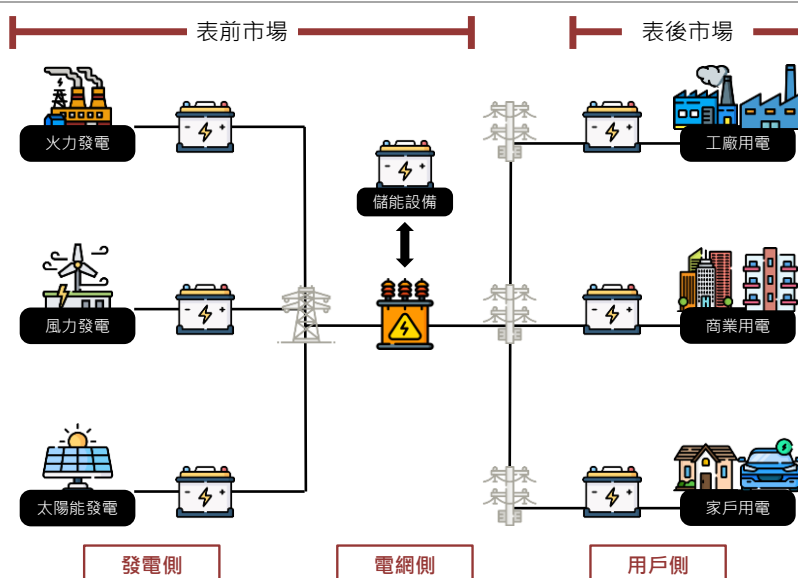 表前市場
表後市場
火力發電
儲能設備
工廠用電
風力發電
商業用電
太陽能發電
家戶用電
發電側
電網側
用戶側